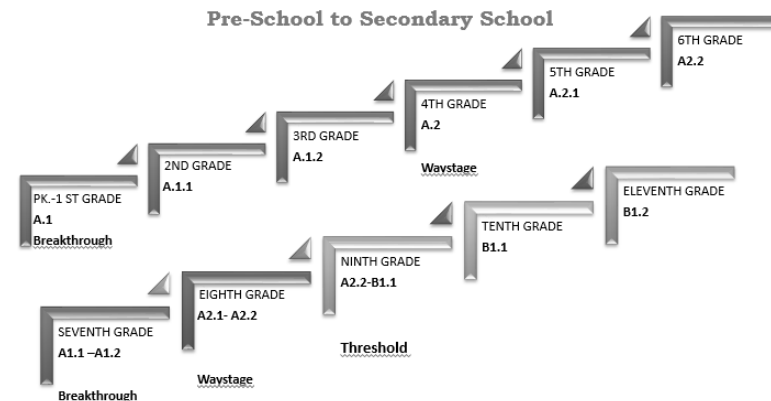 Pre-School to Secondary School
PK.-1 ST GRADE
A.1
Breakthrough
2ND GRADE
A.1.1
3RD GRADE
A.1.2
4TH GRADE
A.2
Waystage
5TH GRADE
A.2.1
6TH GRADE
A2.2
SEVENTH GRADE
A1.1 –A1.2
Breakthrough
EIGHTH GRADE
A2.1- A2.2
Waystage
NINTH GRADE
A2.2-B1.1
Threshold
TENTH GRADE
B1.1
ELEVENTH GRADE
B1.2